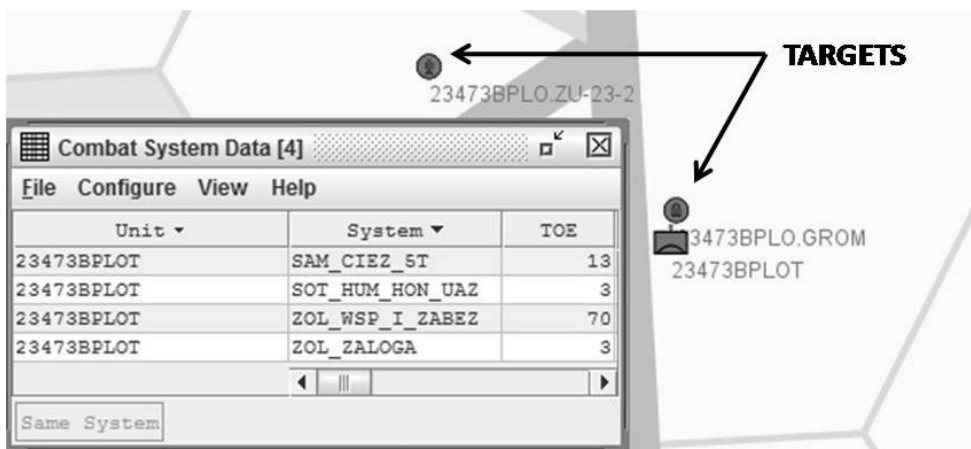 TARGETS
23473BPLO.ZU-23-2
Combat System Data [4]
File Configure View Help
Unit System TOE
23473BPLOT SAM_CIEZ_5T 13
23473BPLOT SOT_HUM_HON_UAZ 3
23473BPLOT ZOL_WSP_I_ZABEZ 70
23473BPLOT ZOL_ZALOGA 3
Same System
3473BPLO.GROM
23473BPLOT